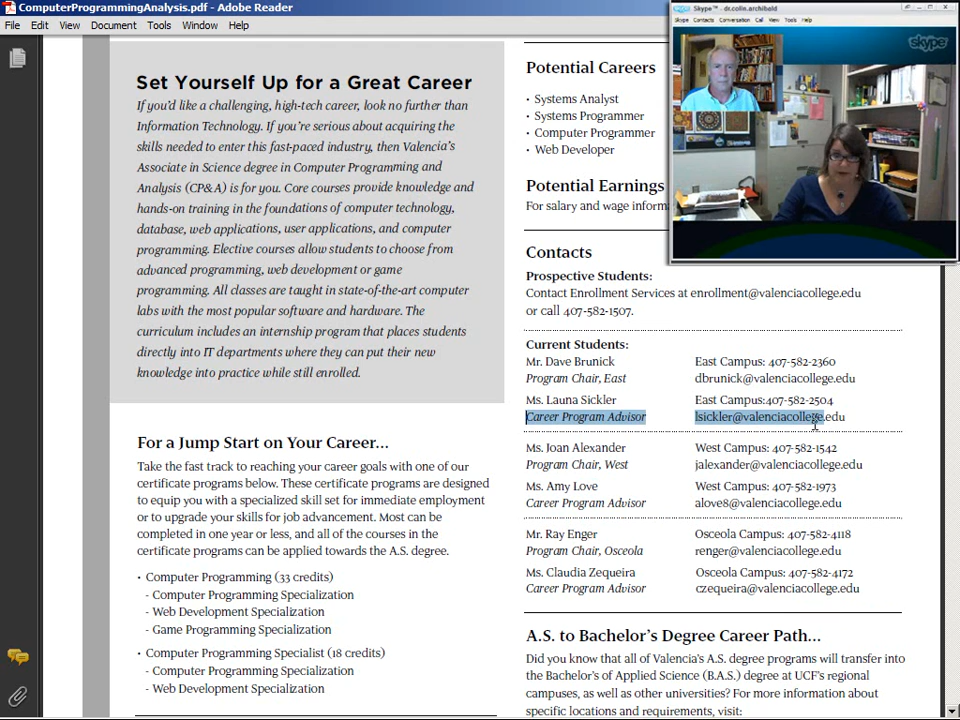 ComputerProgrammingAnalysis.pdf - Adobe Reader
File Edit View Document Tools Window Help
Set Yourself Up for a Great Career
If you'd like a challenging, high-tech career, look no further than
Information Technology. If you're serious about acquiring the
skills needed to enter this fast-paced industry, then Valencia's
Associate in Science degree in Computer Programming and
Analysis (CP&A) is for you. Core courses provide knowledge and
hands-on training in the foundations of computer technology,
database, web applications, user applications, and computer
programming. Elective courses allow students to choose from
advanced programming, web development or game
programming. All classes are taught in state-of-the-art computer
labs with the most popular software and hardware. The
curriculum includes an internship program that places students
directly into IT departments where they can put their new
knowledge into practice while still enrolled.
For a Jump Start on Your Career...
Take the fast track to reaching your career goals with one of our
certificate programs below. These certificate programs are designed
to equip you with a specialized skill set for immediate employment
or to upgrade your skills for job advancement. Most can be
completed in one year or less, and all of the courses in the
certificate programs can be applied towards the A.S. degree.
• Computer Programming (33 credits)
- Computer Programming Specialization
- Web Development Specialization
- Game Programming Specialization
• Computer Programming Specialist (18 credits)
- Computer Programming Specialization
- Web Development Specialization
Potential Careers
• Systems Analyst
• Systems Programmer
• Computer Programmer
• Web Developer
Potential Earnings
For salary and wage inform
Contacts
Prospective Students:
Contact Enrollment Services at enrollment@valenciacollege.edu
or call 407-582-1507.
Current Students:
Mr. Dave Brunick East Campus: 407-582-2360
Program Chair, East dbrunick@valenciacollege.edu
Ms. Launa Sickler East Campus:407-582-2504
Career Program Advisor lsickler@valenciacollege.edu
Ms. Joan Alexander West Campus: 407-582-1542
Program Chair, West jalexander@valenciacollege.edu
Ms. Amy Love West Campus: 407-582-1973
Career Program Advisor alove8@valenciacollege.edu
Mr. Ray Enger Osceola Campus: 407-582-4118
Program Chair, Osceola renger@valenciacollege.edu
Ms. Claudia Zequeira Osceola Campus: 407-582-4172
Career Program Advisor czequeira@valenciacollege.edu
A.S. to Bachelor's Degree Career Path...
Did you know that all of Valencia's A.S. degree programs will transfer into
the Bachelor's of Applied Science (B.A.S.) degree at UCF's regional
campuses, as well as other universities? For more information about
specific locations and requirements, visit:
Skype™ - dr.colin.archibald
Skype Contacts Conversation Call View Tools Help
skype